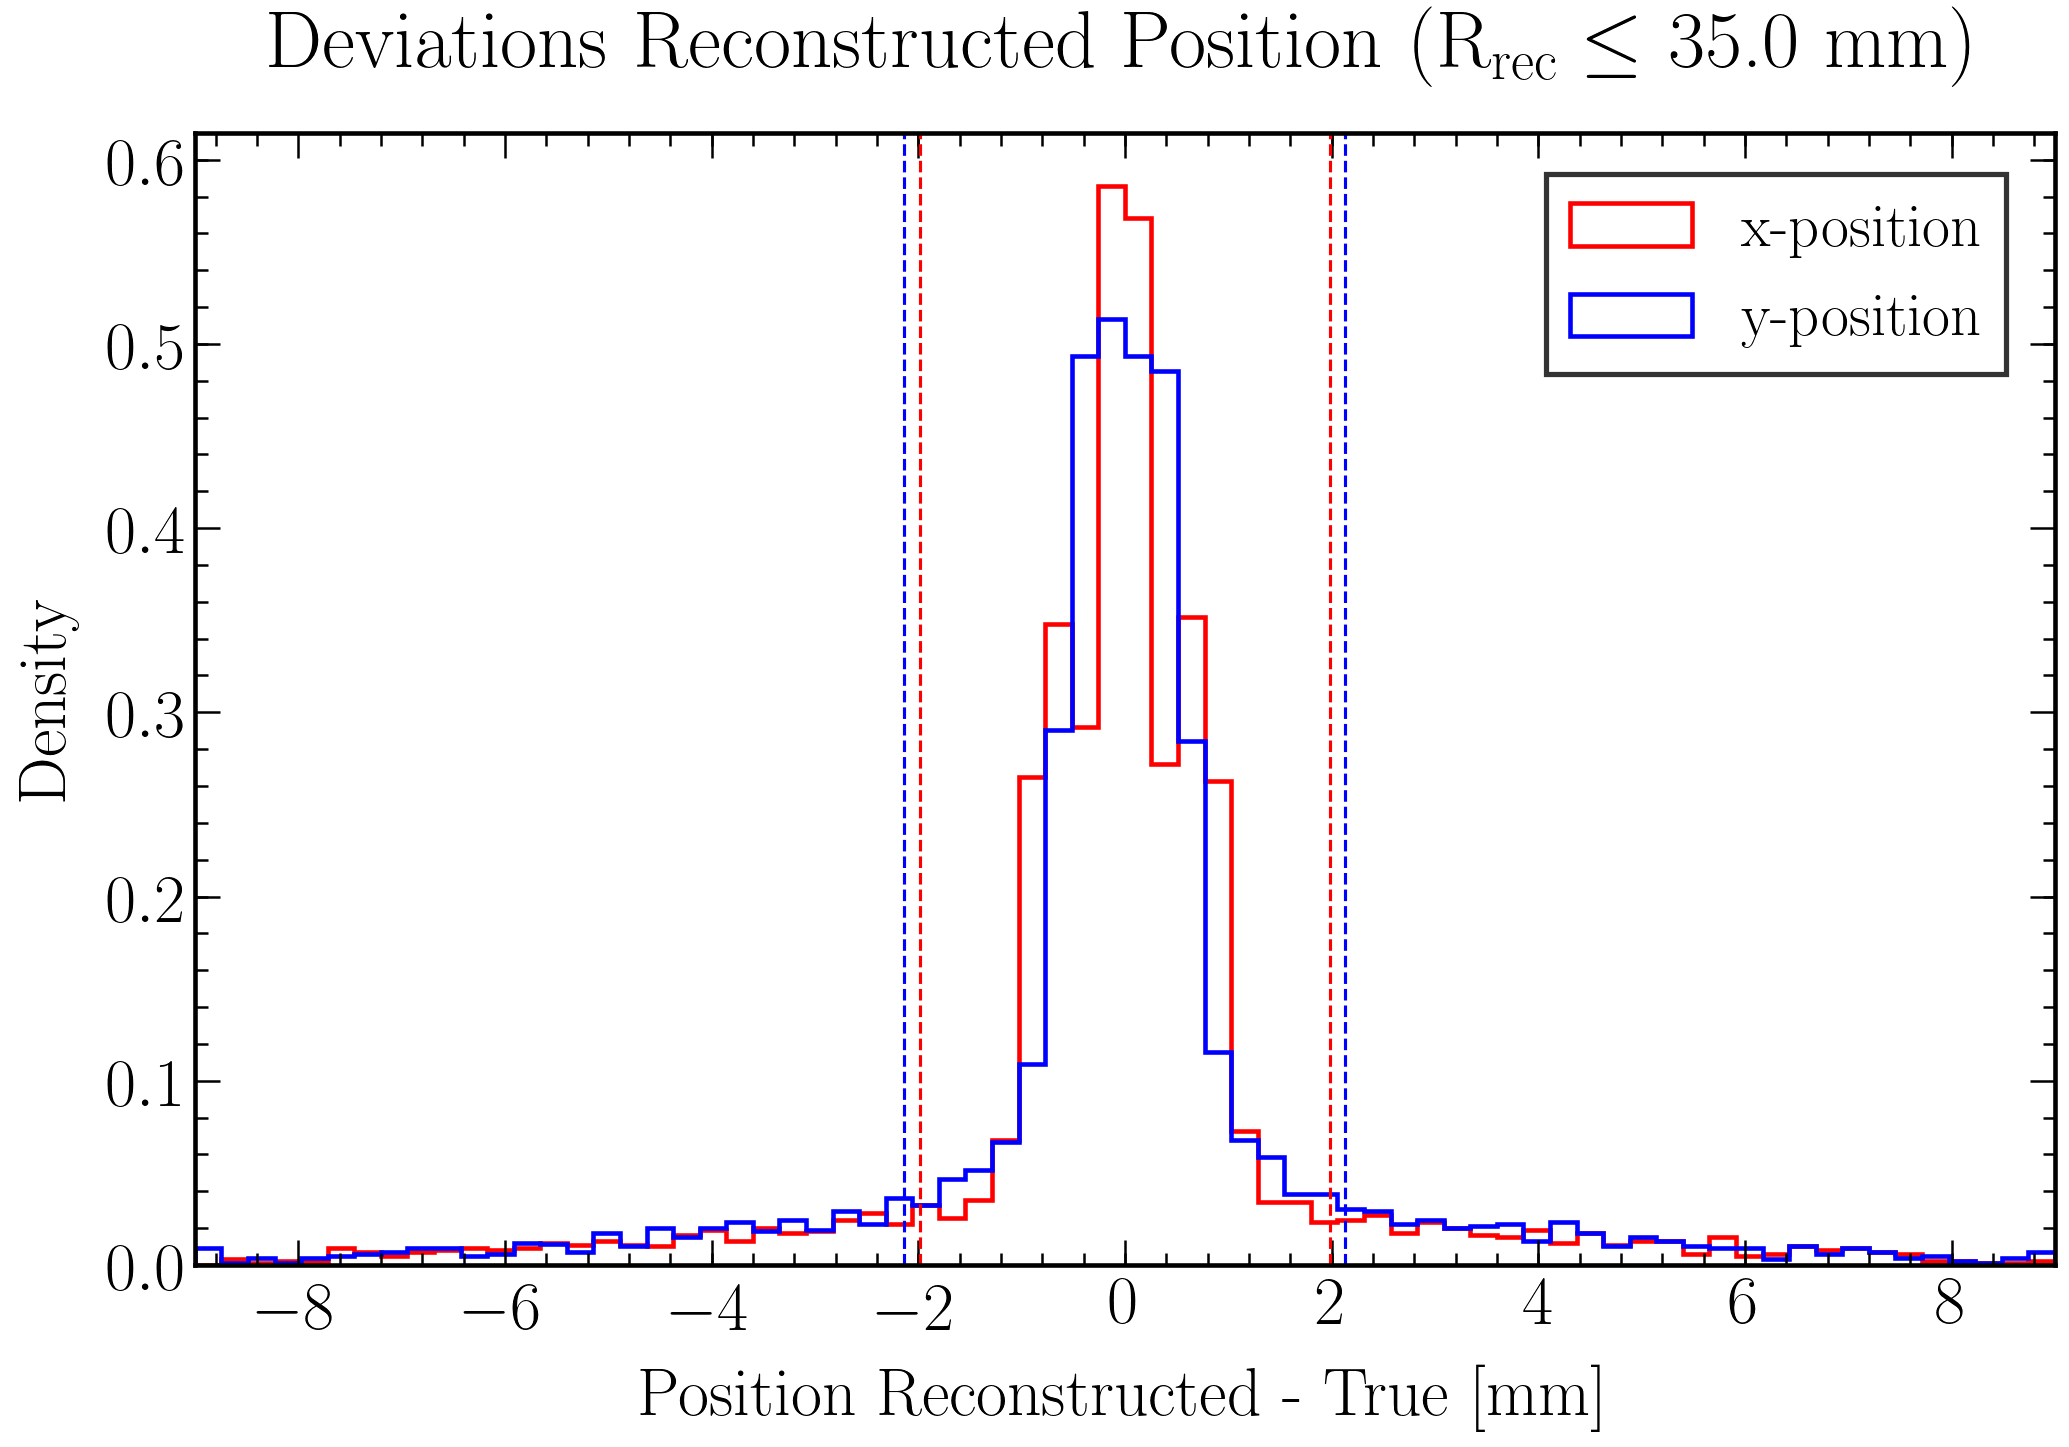 Deviations Reconstructed Position (R_rec ≤ 35.0 mm)
x-position
y-position
0.6
0.5
0.4
0.3
0.2
0.1
0.0
Density
−8 −6 −4 −2 0 2 4 6 8
Position Reconstructed - True [mm]